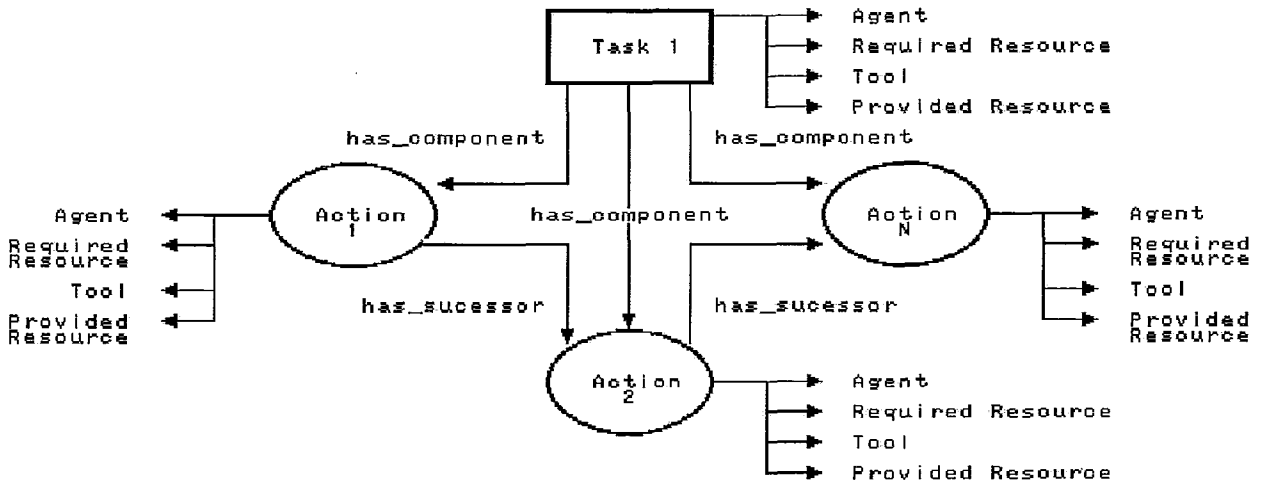 Task 1
Agent
Required Resource
Tool
Provided Resource
has_component
has_component
has_component
Action
1
Agent
Required
Resource
Tool
Provided
Resource
Action
N
Agent
Required
Resource
Tool
Provided
Resource
has_sucessor
has_sucessor
Action
2
Agent
Required Resource
Tool
Provided Resource